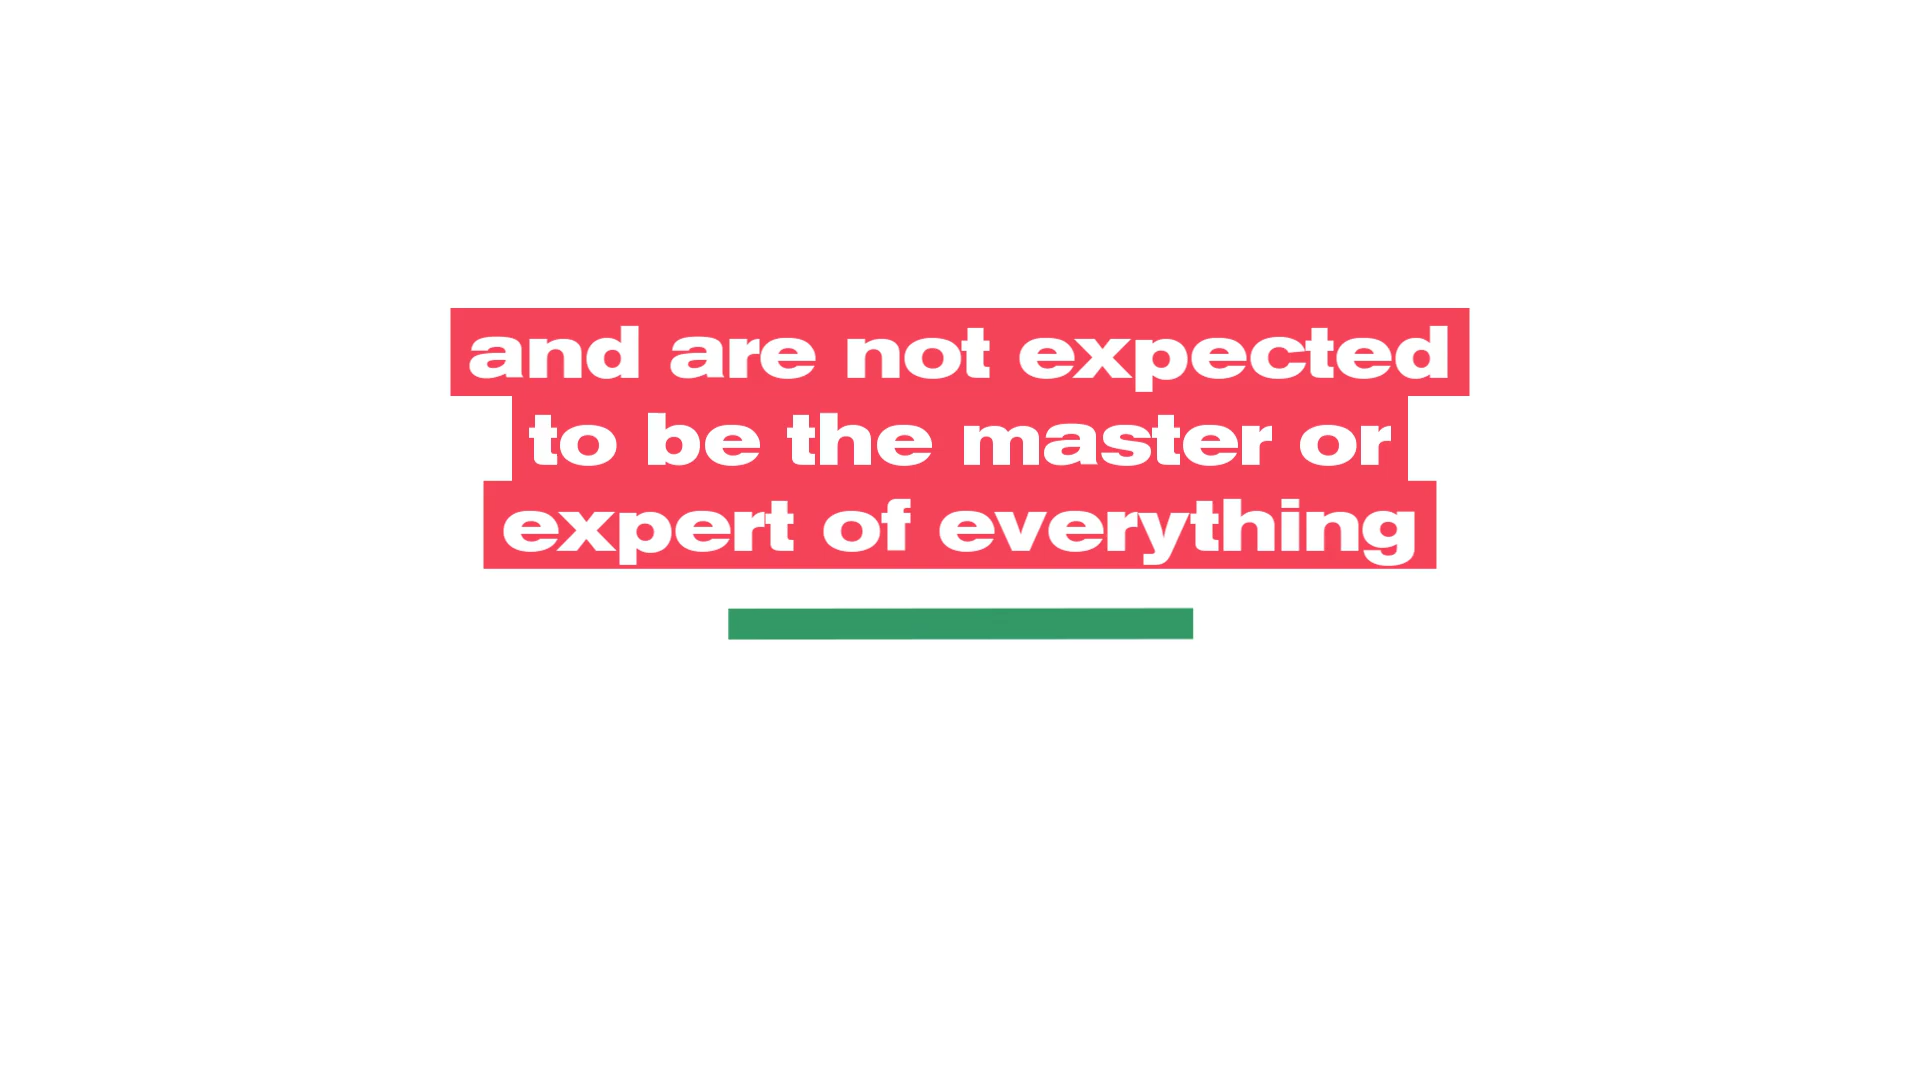 and are not expected
to be the master or
expert of everything